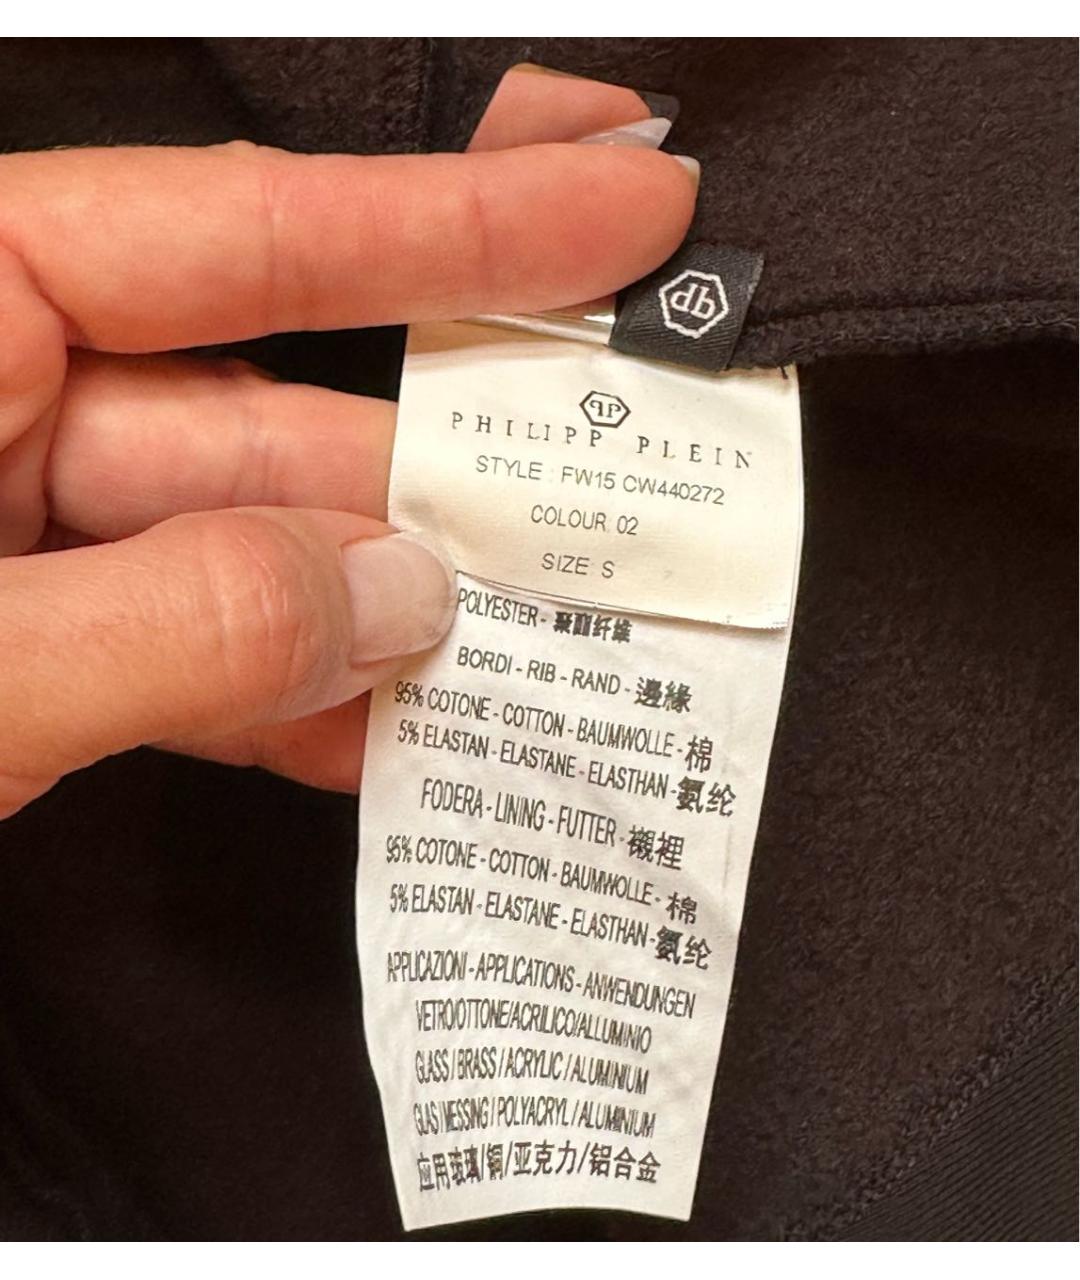 PHILIPP PLEIN
STYLE : FW15 CW440272
COLOUR: 02
SIZE: S
POLYESTER - 聚酯纤维
BORDI - RIB - RAND - 邊緣
95% COTONE - COTTON - BAUMWOLLE - 棉
5% ELASTAN - ELASTANE - ELASTHAN - 氨纶
FODERA - LINING - FUTTER - 襯裡
95% COTONE - COTTON - BAUMWOLLE - 棉
5% ELASTAN - ELASTANE - ELASTHAN - 氨纶
APPLICAZIONI - APPLICATIONS - ANWENDUNGEN
VETRO/OTTONE/ACRILICO/ALLUMINIO
GLASS / BRASS / ACRYLIC / ALUMINIUM
GLAS / MESSING / POLYACRYL / ALUMINIUM
应用玻璃/铜/亚克力/铝合金